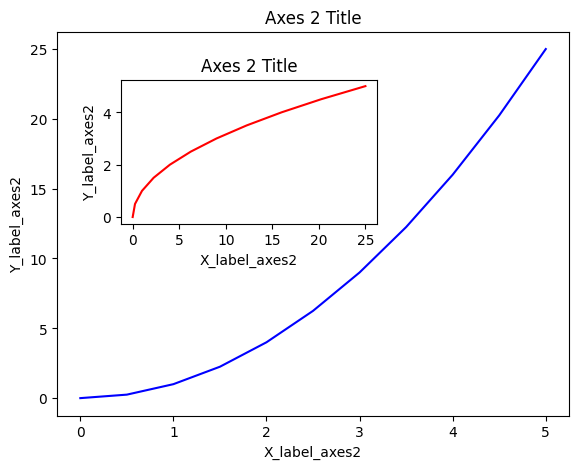 Axes 2 Title
25
20
15
10
5
0
Y_label_axes2
Axes 2 Title
4
2
0
Y_label_axes2
0 5 10 15 20 25
X_label_axes2
0 1 2 3 4 5
X_label_axes2